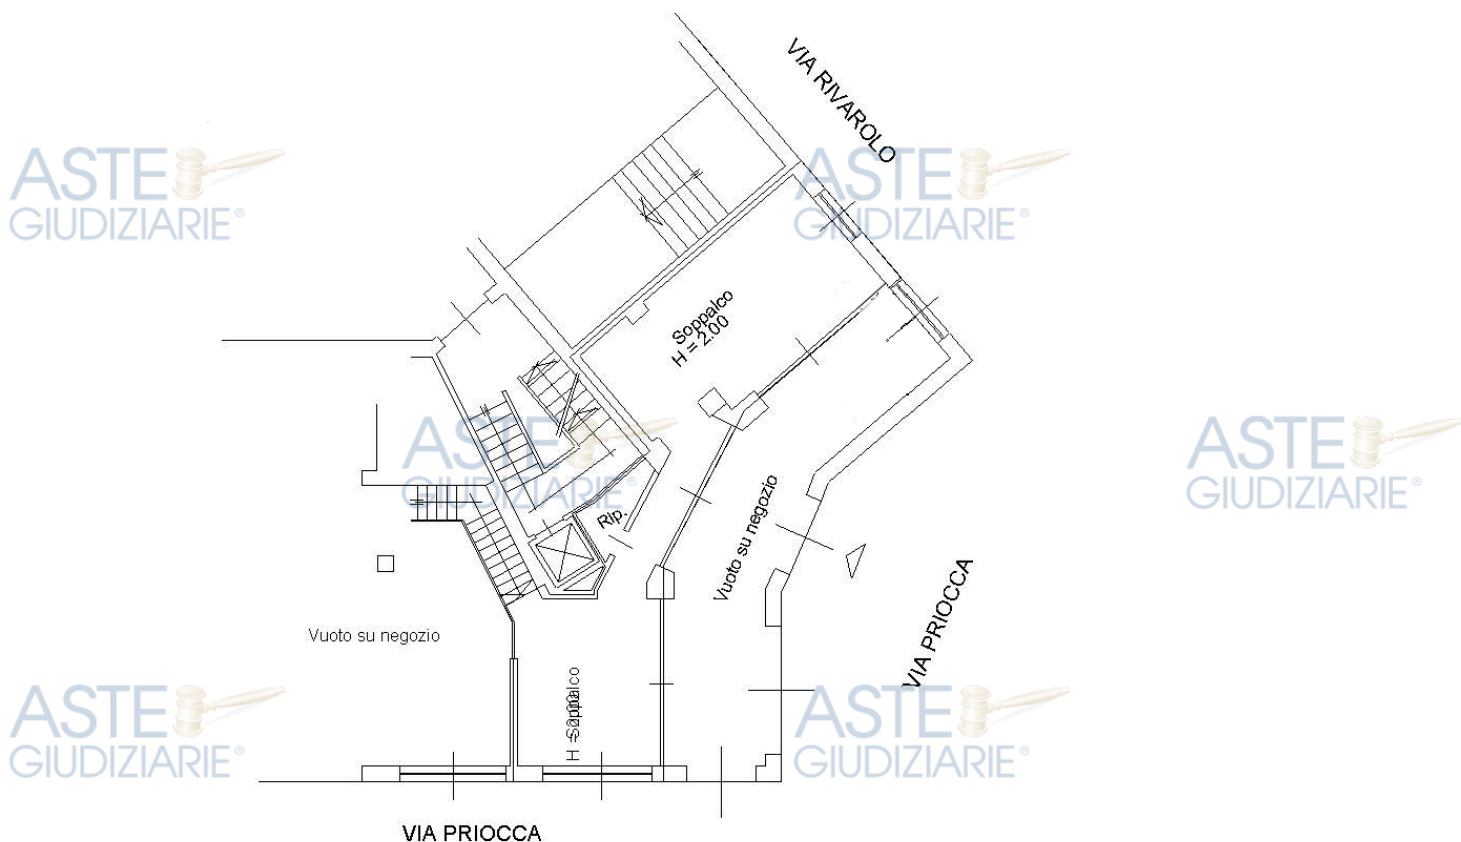 VIA RIVAROLO
ASTE
GIUDIZIARIE®
ASTE
GIUDIZIARIE®
Soppalco
H = 2.00
ASTE
GIUDIZIARIE®
ASTE
GIUDIZIARIE®
Rip.
Vuoto su negozio
VIA PRIOCCA
Vuoto su negozio
Soppalco
ASTE
GIUDIZIARIE®
ASTE
GIUDIZIARIE®
VIA PRIOCCA